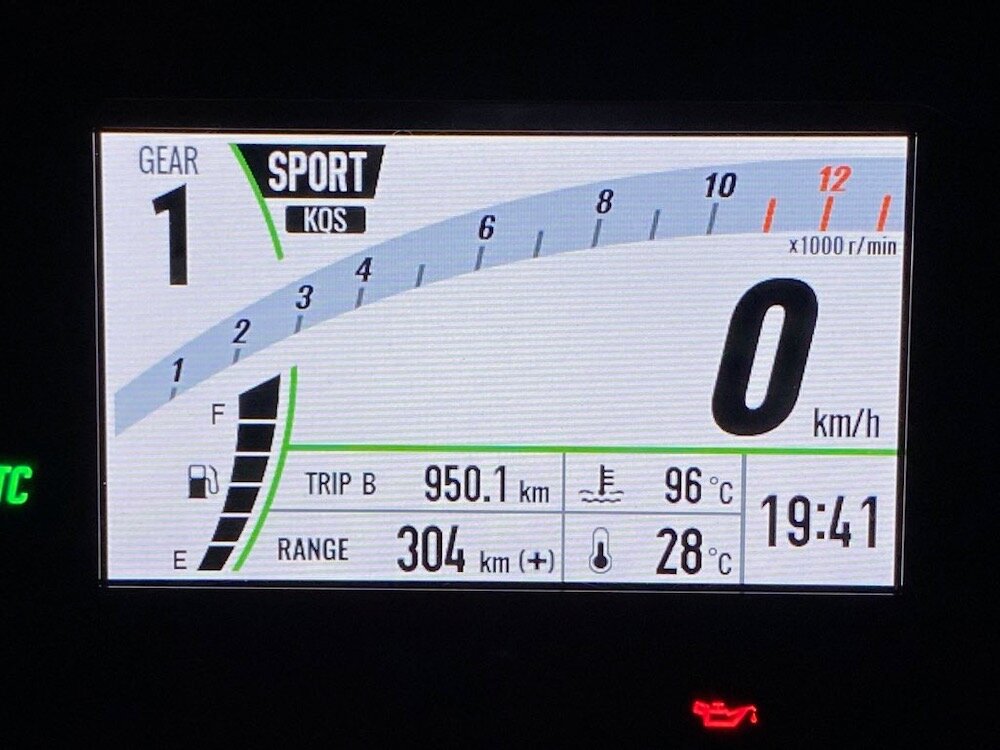 GEAR
1
SPORT
KQS
1
2
3
4
6
8
10
12
x1000 r/min
0
km/h
F
E
TC
TRIP B 950.1 km
RANGE 304 km (+)
96 °C
28 °C
19:41